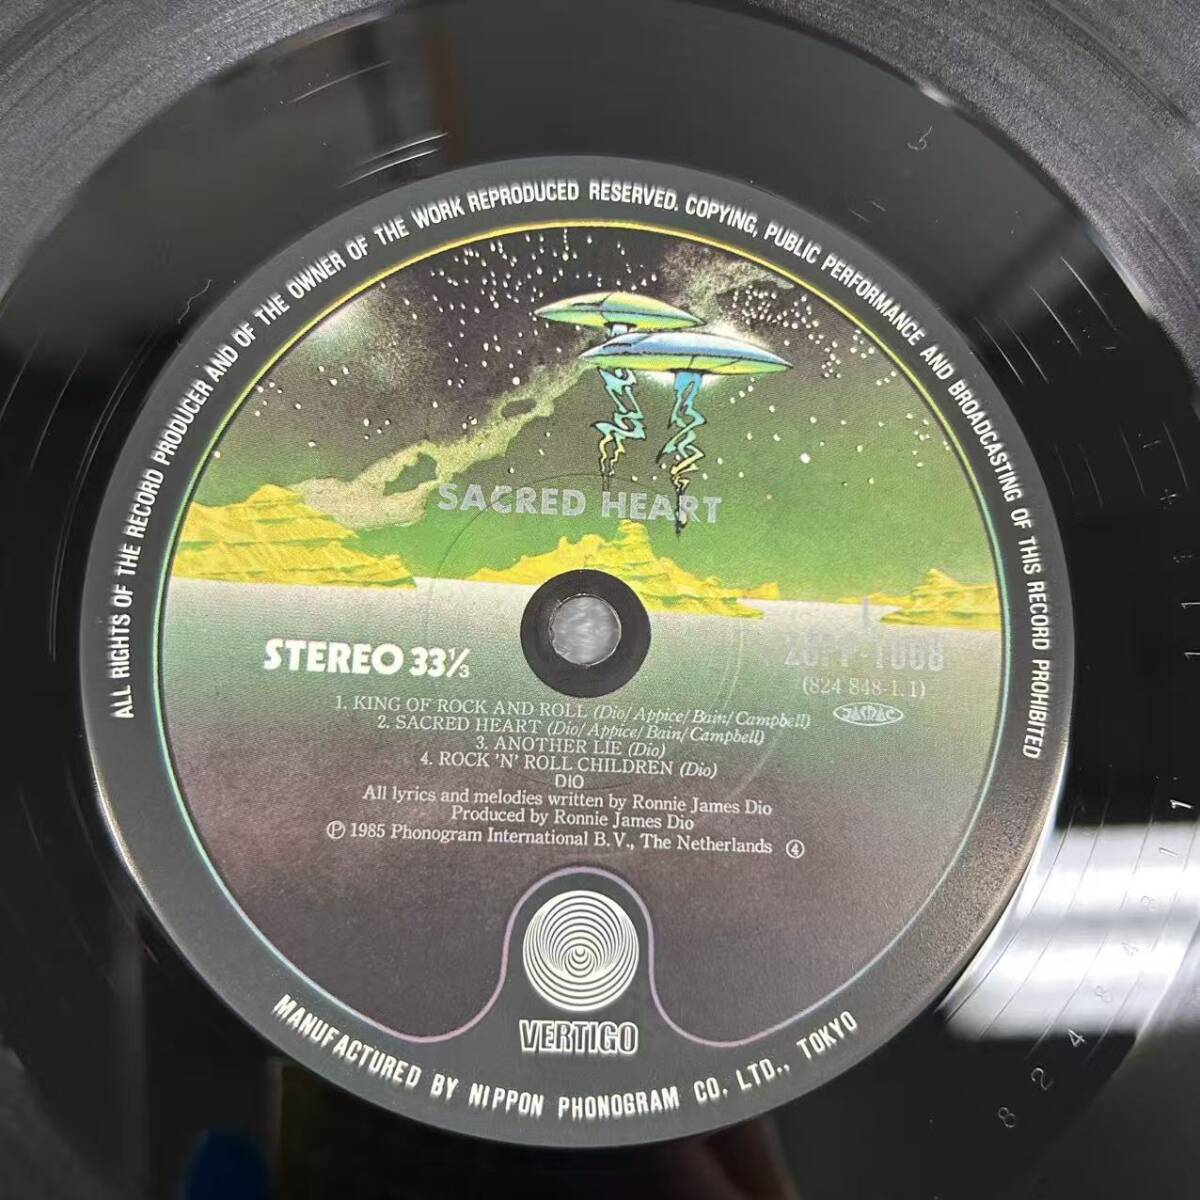 ALL RIGHTS OF THE RECORD PRODUCER AND OF THE OWNER OF THE WORK REPRODUCED RESERVED. COPYING, PUBLIC PERFORMANCE AND BROADCASTING OF THIS RECORD PROHIBITED
SACRED HEART
1
STEREO 33 1/3
(824 848-1.1)
1. KING OF ROCK AND ROLL (Dio/Appice/Bain/Campbell)
2. SACRED HEART (Dio/Appice/Bain/Campbell)
3. ANOTHER LIE (Dio)
4. ROCK 'N' ROLL CHILDREN (Dio)
DIO
All lyrics and melodies written by Ronnie James Dio
Produced by Ronnie James Dio
℗ 1985 Phonogram International B.V., The Netherlands ④
VERTIGO
MANUFACTURED BY NIPPON PHONOGRAM CO. LTD., TOKYO